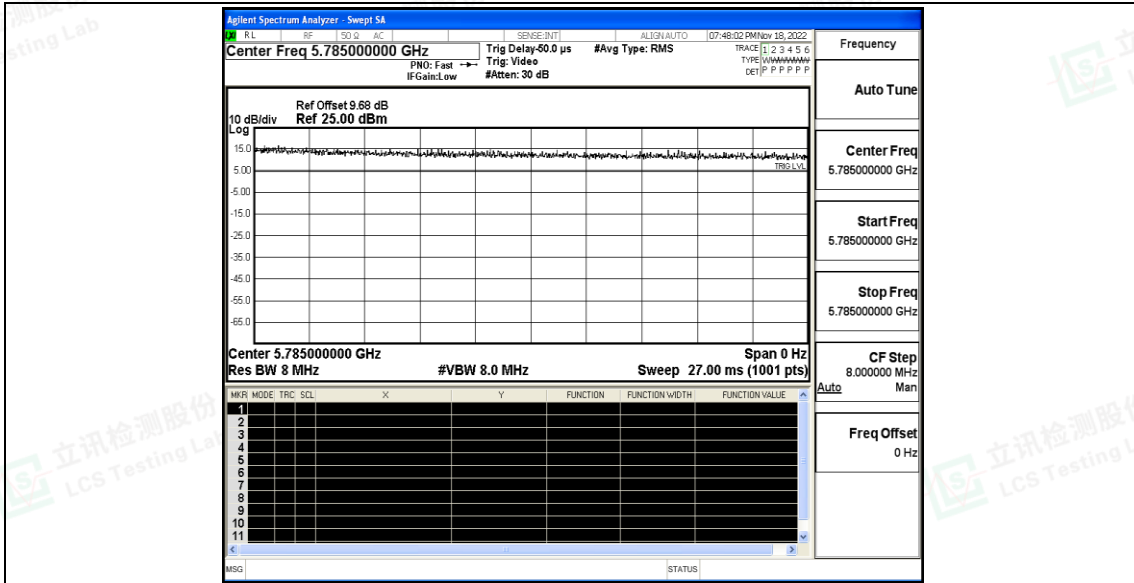 Agilent Spectrum Analyzer - Swept SA
LXI RL RF 50 Ω AC SENSE:INT ALIGNAUTO 07:48:02 PM Nov 18, 2022
Center Freq 5.785000000 GHz
PNO: Fast
IFGain:Low
Trig Delay-50.0 µs
Trig: Video
#Atten: 30 dB
#Avg Type: RMS
TRACE 1 2 3 4 5 6
TYPE WWWWWW
DET P P P P P P
Ref Offset 9.68 dB
10 dB/div Ref 25.00 dBm
Log
15.0
5.00
-5.00
-15.0
-25.0
-35.0
-45.0
-55.0
-65.0
TRIG LVL
Center 5.785000000 GHz Span 0 Hz
Res BW 8 MHz #VBW 8.0 MHz Sweep 27.00 ms (1001 pts)
MKR MODE TRC SCL X Y FUNCTION FUNCTION WIDTH FUNCTION VALUE
1
2
3
4
5
6
7
8
9
10
11
MSG STATUS
Frequency
Auto Tune
Center Freq
5.785000000 GHz
Start Freq
5.785000000 GHz
Stop Freq
5.785000000 GHz
CF Step
8.000000 MHz
Auto Man
Freq Offset
0 Hz
立讯检测股份
LCS Testing Lab
立讯检测股份
LCS Testing L